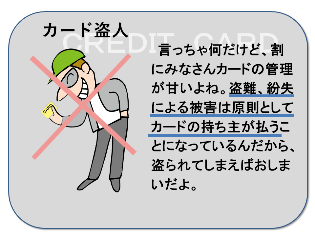 カード盗人
CREDIT CARD
言っちゃ何だけど、割
にみなさんカードの管理
が甘いよね。盗難、紛失
による被害は原則として
カードの持ち主が払うこ
とになっているんだから、
盗られてしまえばおしま
いだよ。